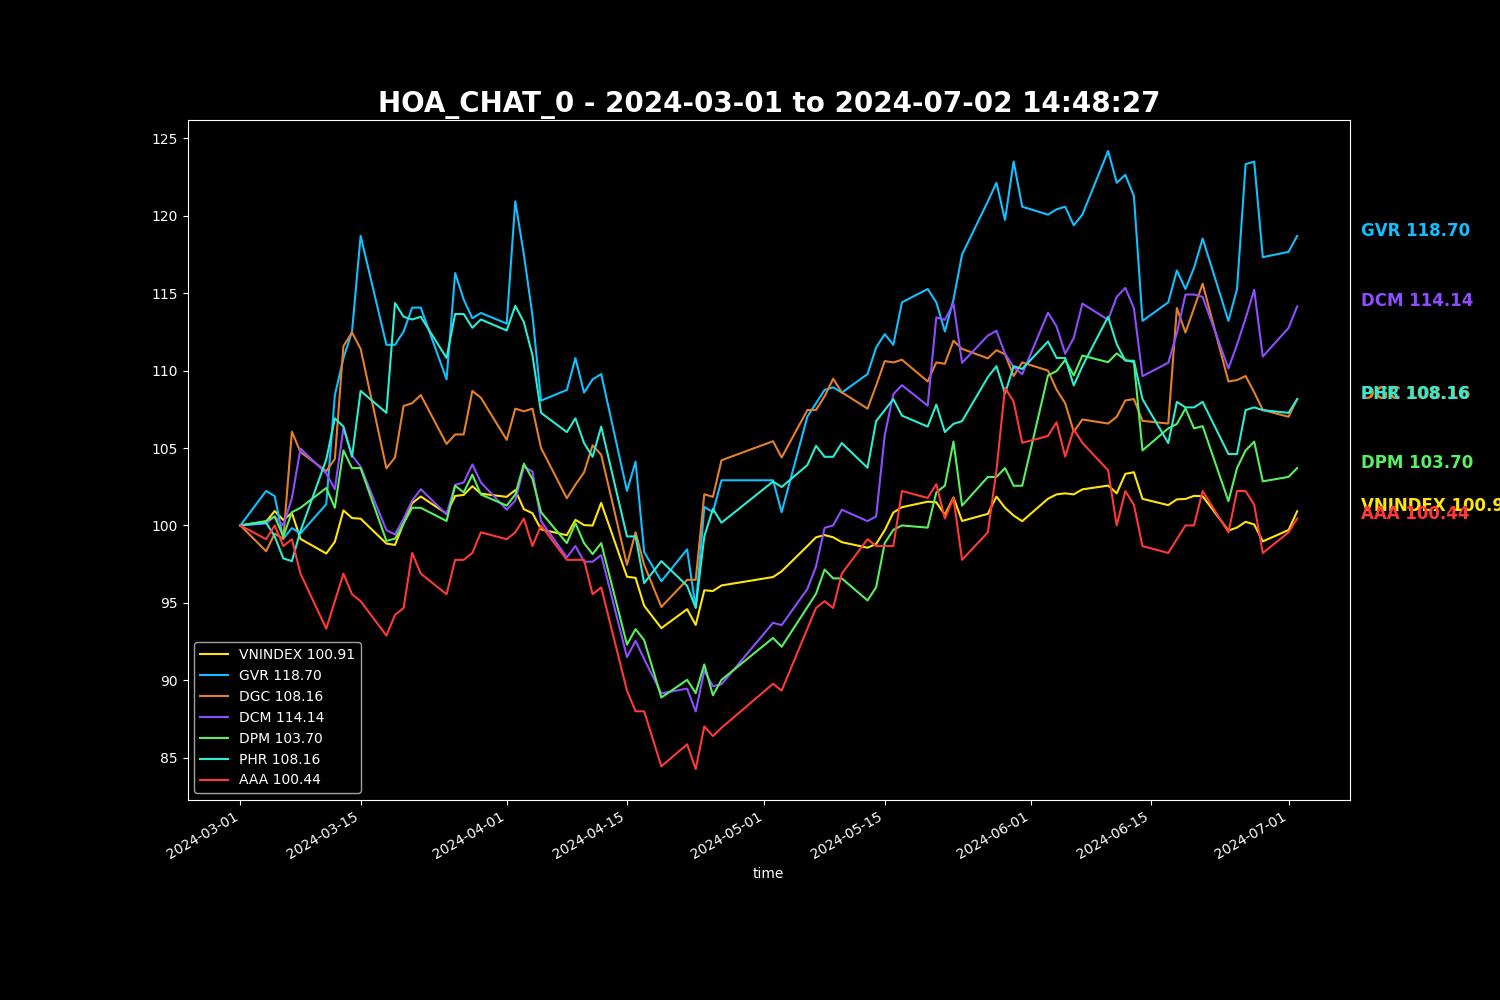 HOA_CHAT_0 - 2024-03-01 to 2024-07-02 14:48:27
125
120
115
110
105
100
95
90
85
GVR 118.70
DCM 114.14
PHR 108.16
DPM 103.70
VNINDEX 100.9
AAA 100.44
VNINDEX 100.91
GVR 118.70
DGC 108.16
DCM 114.14
DPM 103.70
PHR 108.16
AAA 100.44
2024-03-01
2024-03-15
2024-04-01
2024-04-15
2024-05-01
2024-05-15
2024-06-01
2024-06-15
2024-07-01
time